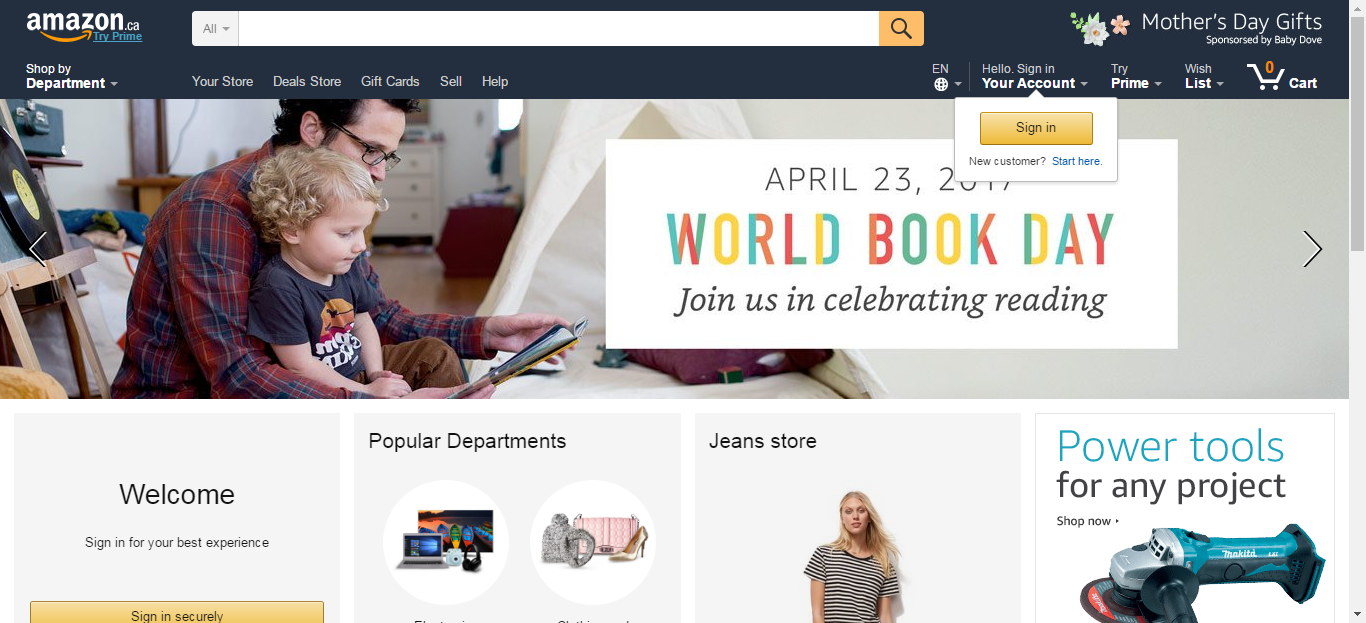 amazon.ca
Try Prime
All
Mother's Day Gifts
Sponsorsed by Baby Dove
Shop by
Department
Your Store
Deals Store
Gift Cards
Sell
Help
EN
Hello. Sign in
Your Account
Try
Prime
Wish
List
0
Cart
Sign in
New customer? Start here.
APRIL 23, 2017
WORLD BOOK DAY
Join us in celebrating reading
Welcome
Sign in for your best experience
Sign in securely
Popular Departments
Jeans store
Power tools
for any project
Shop now
makita